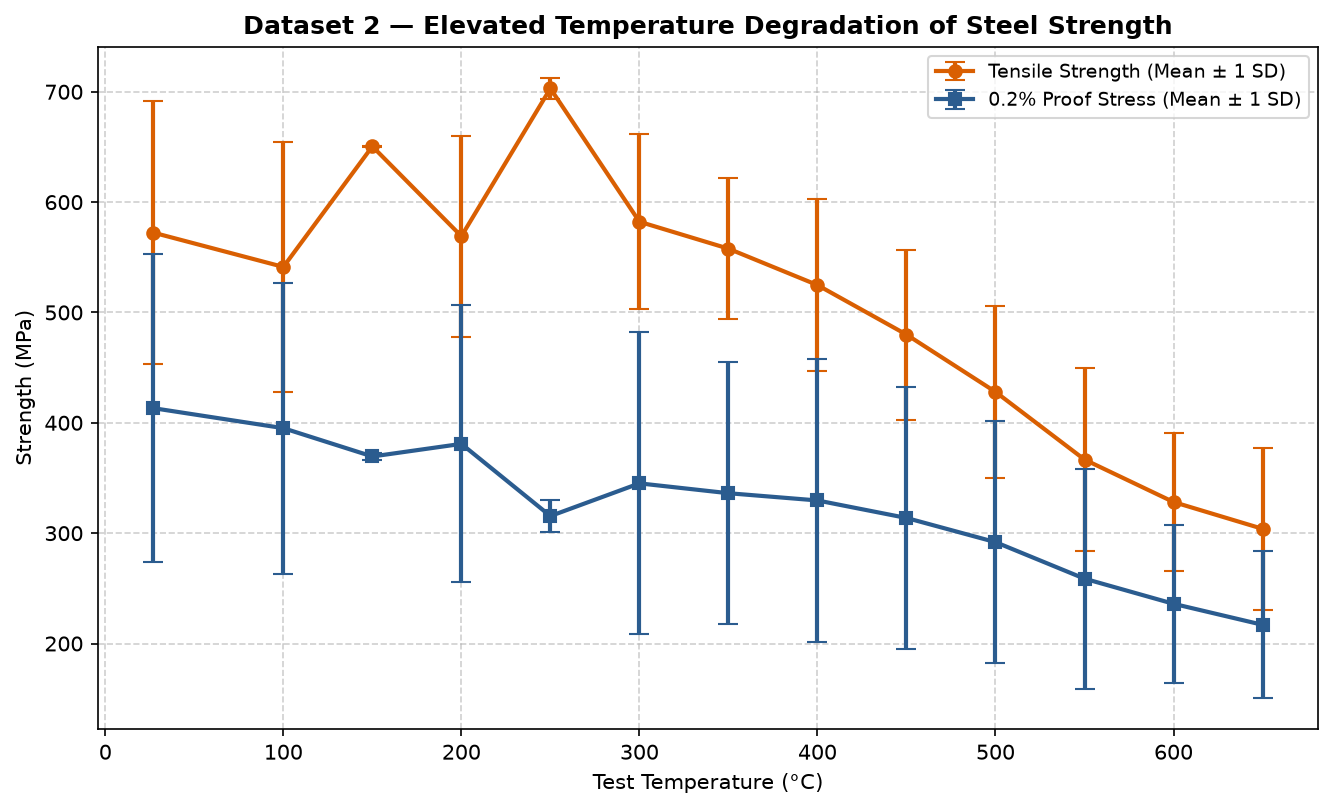 Dataset 2 — Elevated Temperature Degradation of Steel Strength
Tensile Strength (Mean ± 1 SD)
0.2% Proof Stress (Mean ± 1 SD)
Strength (MPa)
700
600
500
400
300
200
0 100 200 300 400 500 600
Test Temperature (°C)